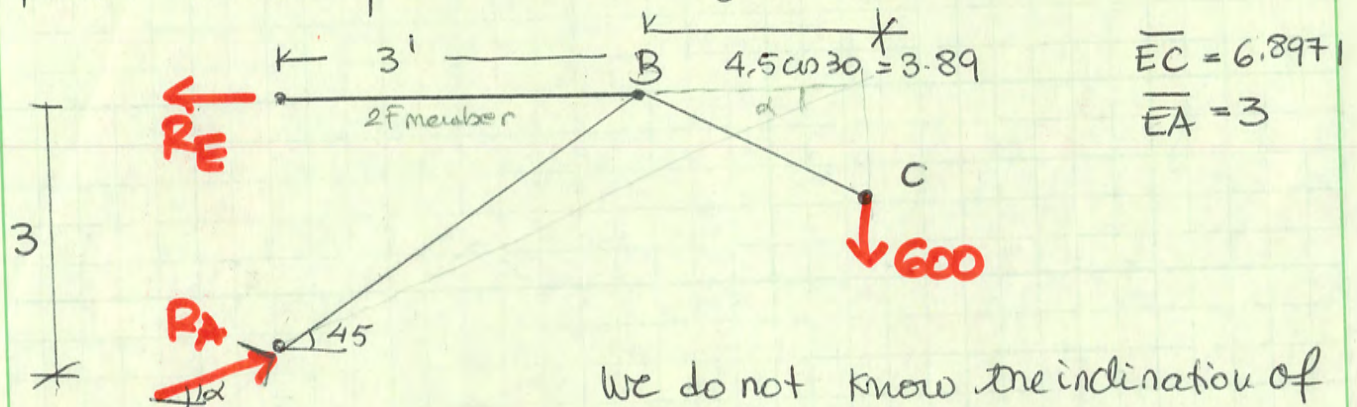 3' B 4.5 cos 30 = 3.89 EC = 6.897
RE 2F member α EA = 3
C
3
600
RA 45
α
We do not know the inclination of